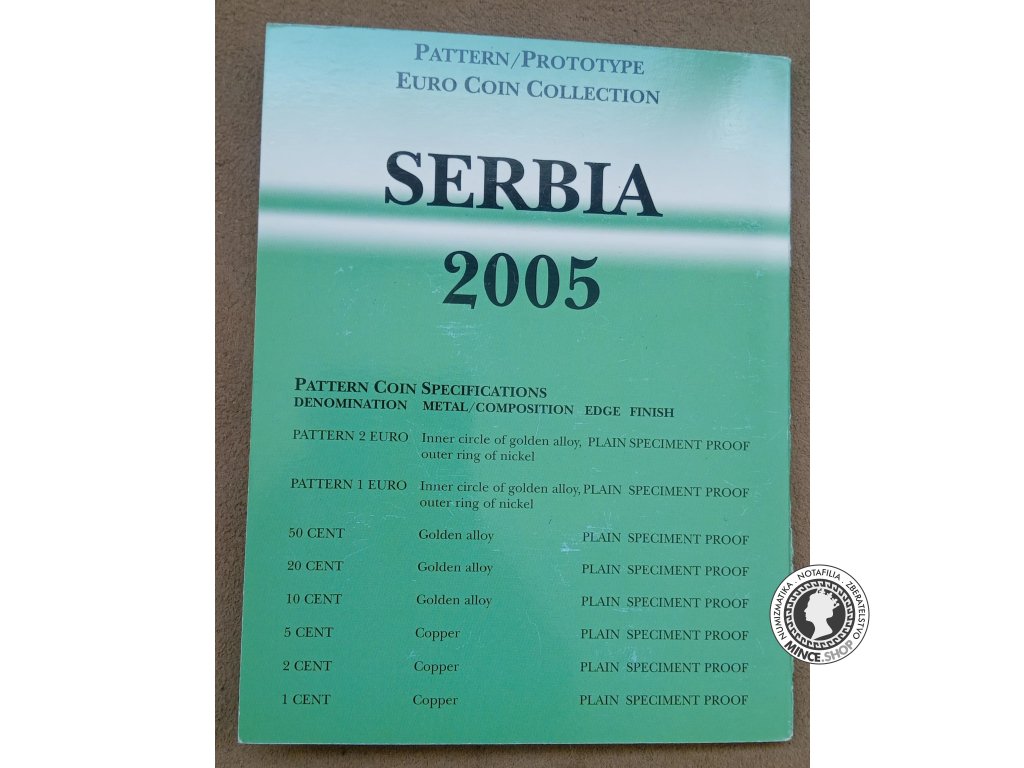 PATTERN/PROTOTYPE
EURO COIN COLLECTION
SERBIA
2005
PATTERN COIN SPECIFICATIONS
DENOMINATION METAL/COMPOSITION EDGE FINISH
PATTERN 2 EURO Inner circle of golden alloy, PLAIN SPECIMENT PROOF
outer ring of nickel
PATTERN 1 EURO Inner circle of golden alloy, PLAIN SPECIMENT PROOF
outer ring of nickel
50 CENT Golden alloy PLAIN SPECIMENT PROOF
20 CENT Golden alloy PLAIN SPECIMENT PROOF
10 CENT Golden alloy PLAIN SPECIMENT PROOF
5 CENT Copper PLAIN SPECIMENT PROOF
2 CENT Copper PLAIN SPECIMENT PROOF
1 CENT Copper PLAIN SPECIMENT PROOF
NUMIZMATIKA . NOTAFILIA . ZBERATELSTVO
MINCE.SHOP